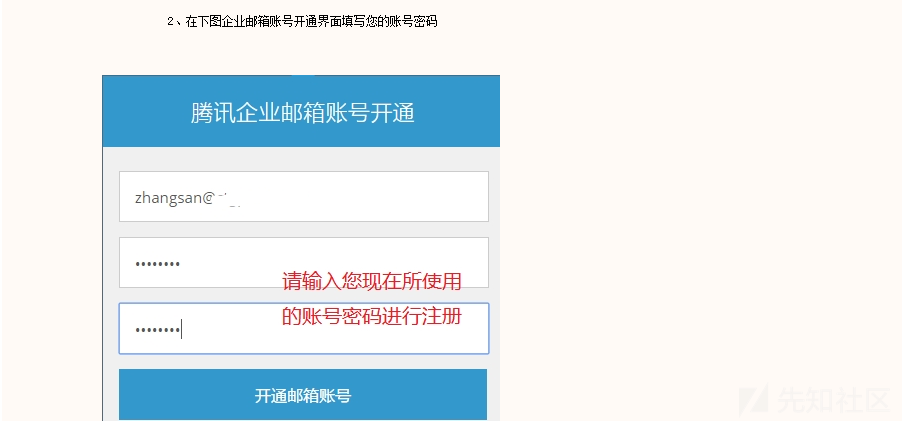 2、在下图企业邮箱账号开通界面填写您的账号密码
腾讯企业邮箱账号开通
zhangsan@
••••••••
请输入您现在所使用
的账号密码进行注册
••••••••
开通邮箱账号
先知社区